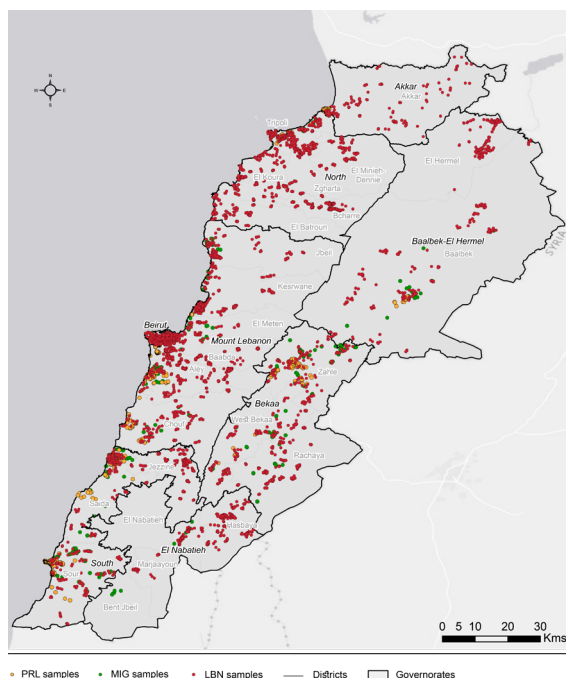 N
W E
S
Akkar
Akkar
Tripoli
El Hermel
El Minieh
Dennie
North
El Koura
Zgharta
Bcharre
El Batroun
Baalbek-El Hermel
Baalbek
SYRIA
Jbeil
Kesrwane
El Meten
Beirut
Mount Lebanon
Baabda
Aley
Zahle
Bekaa
Chouf
West Bekaa
Rachaya
Jezzine
Saida
El Nabatieh
Hasbaya
El Nabatieh
South
Marjaayoun
Sour
Bent Jbeil
0 5 10 20 30
Kms
PRL samples MIG samples LBN samples Districts Governorates